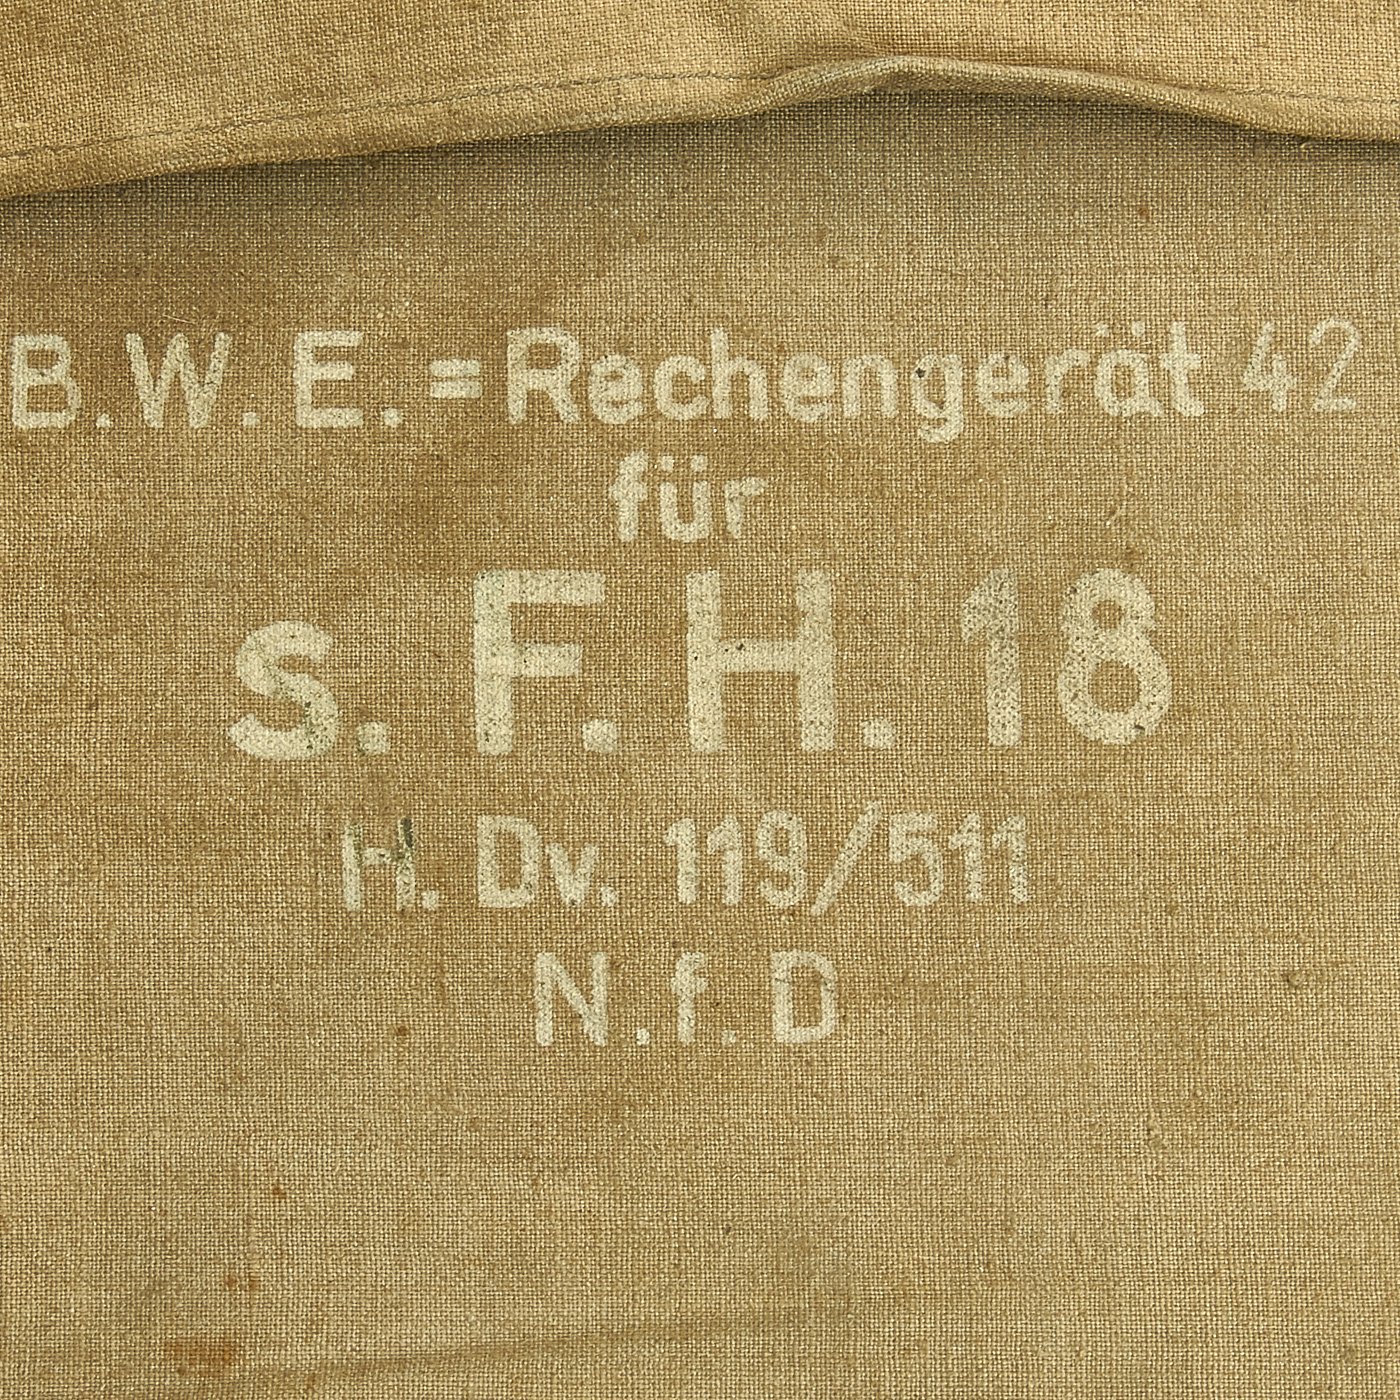 B.W.E.=Rechengerät 42
für
s.F.H.18
H.Dv. 119/511
N.f.D